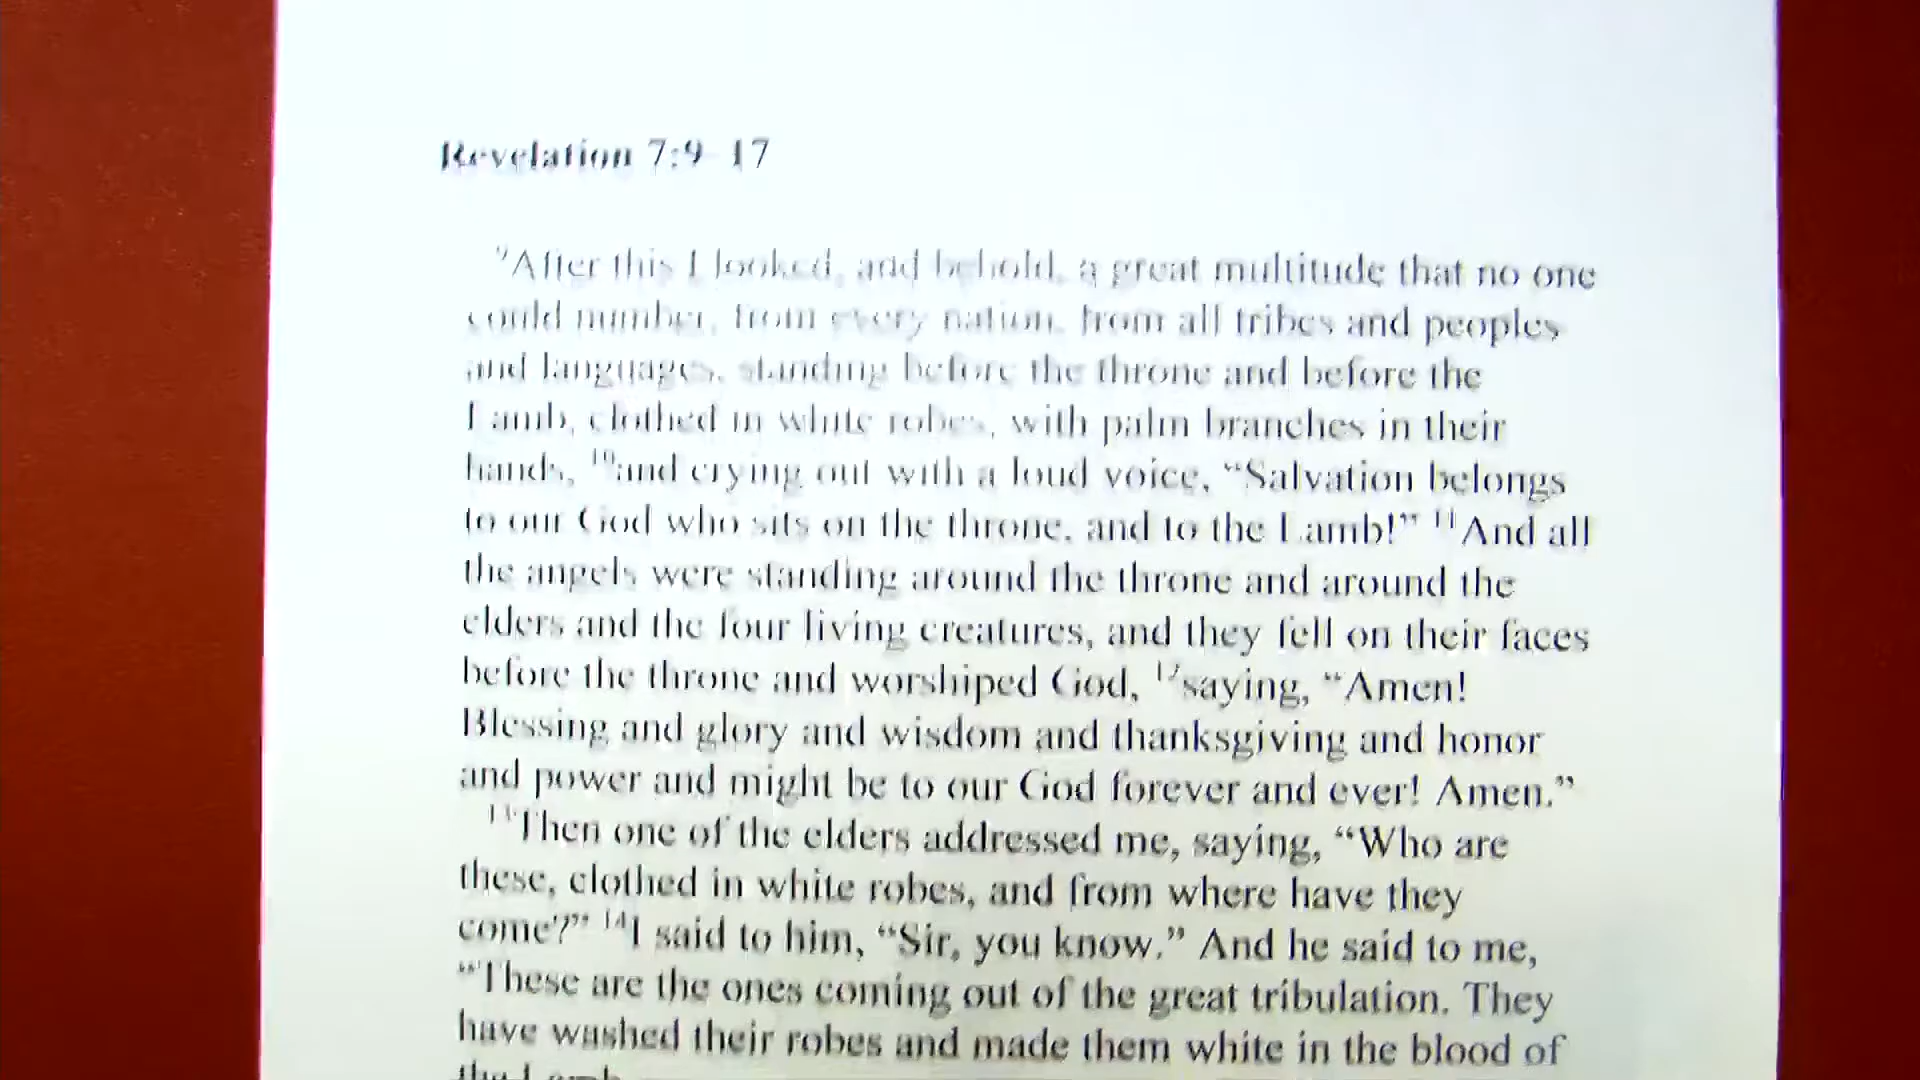 Revelation 7:9–17
⁹After this I looked, and behold, a great multitude that no one
could number, from every nation, from all tribes and peoples
and languages, standing before the throne and before the
Lamb, clothed in white robes, with palm branches in their
hands, ¹⁰and crying out with a loud voice, “Salvation belongs
to our God who sits on the throne, and to the Lamb!” ¹¹And all
the angels were standing around the throne and around the
elders and the four living creatures, and they fell on their faces
before the throne and worshiped God, ¹²saying, “Amen!
Blessing and glory and wisdom and thanksgiving and honor
and power and might be to our God forever and ever! Amen.”
¹³Then one of the elders addressed me, saying, “Who are
these, clothed in white robes, and from where have they
come?” ¹⁴I said to him, “Sir, you know.” And he said to me,
“These are the ones coming out of the great tribulation. They
have washed their robes and made them white in the blood of
the Lamb